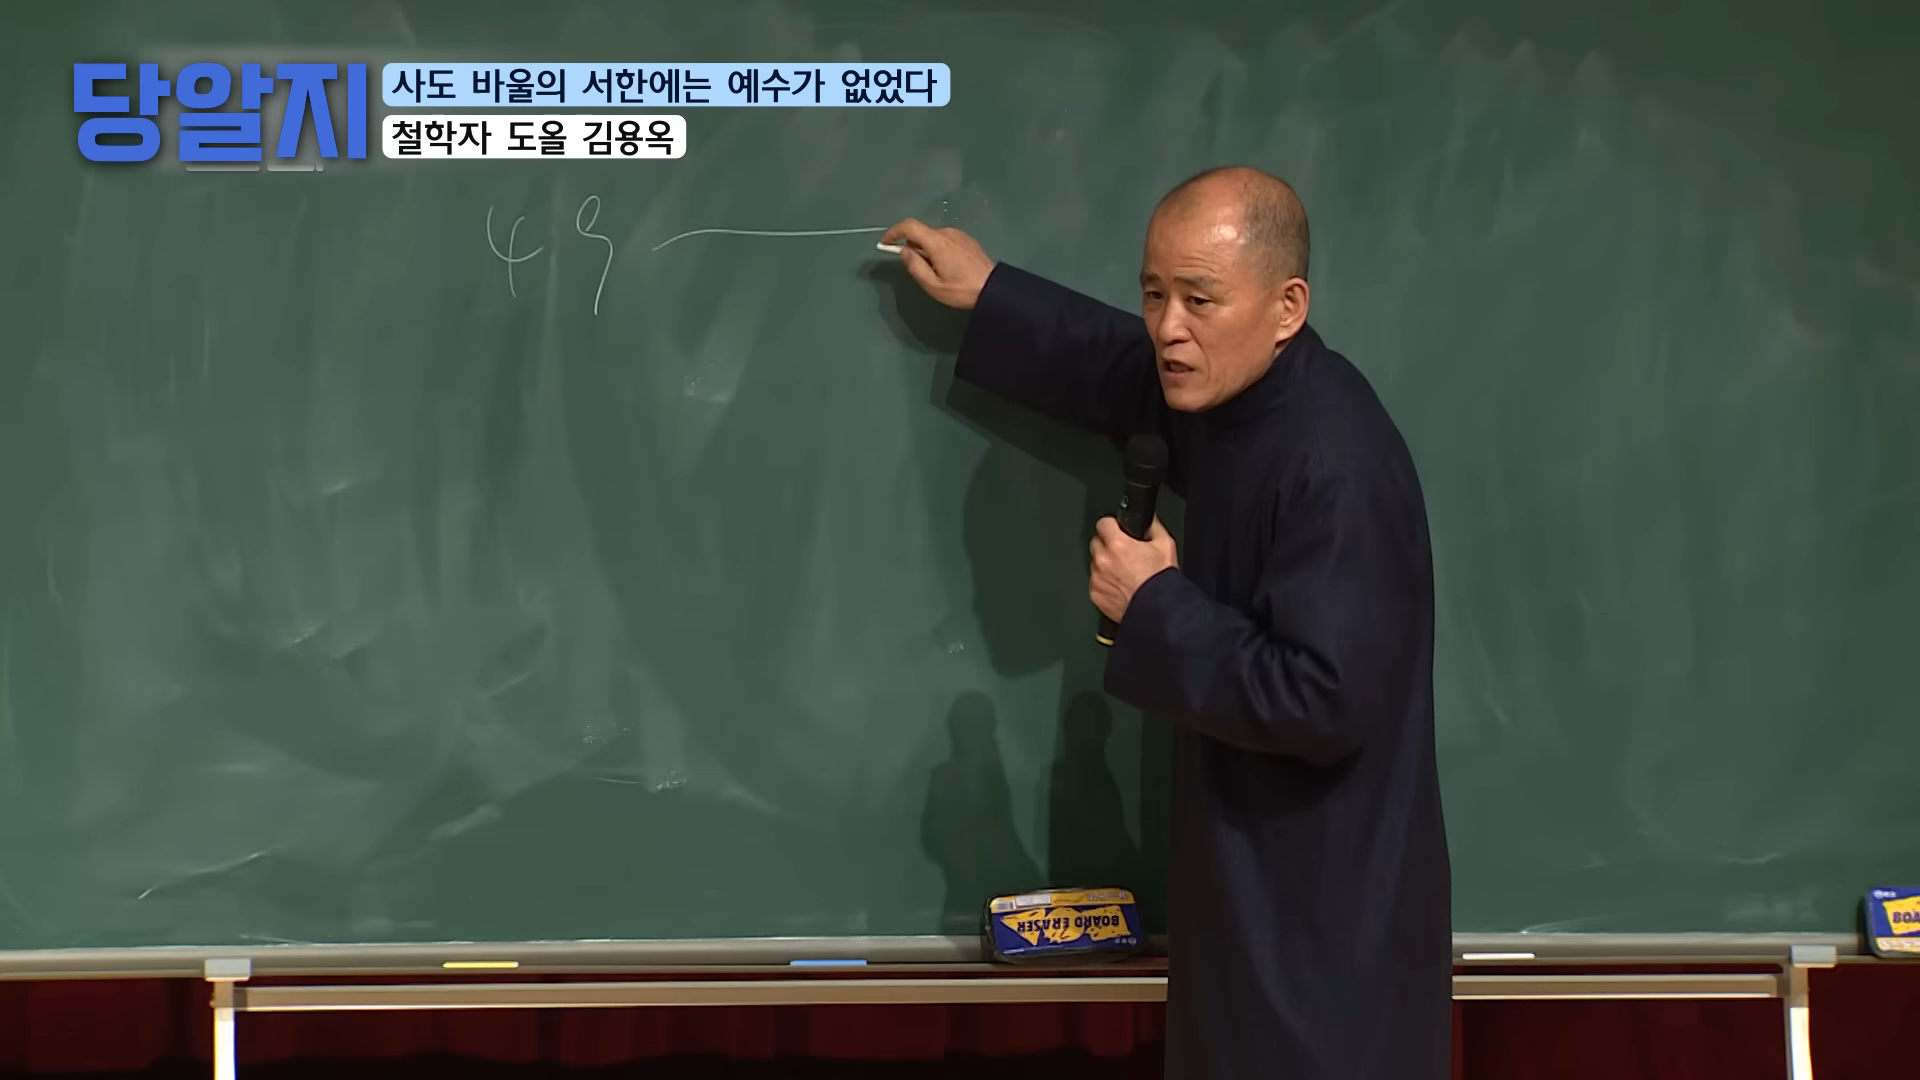 당알지
사도 바울의 서한에는 예수가 없었다
철학자 도올 김용옥
49
BOARD ERASER
BOA